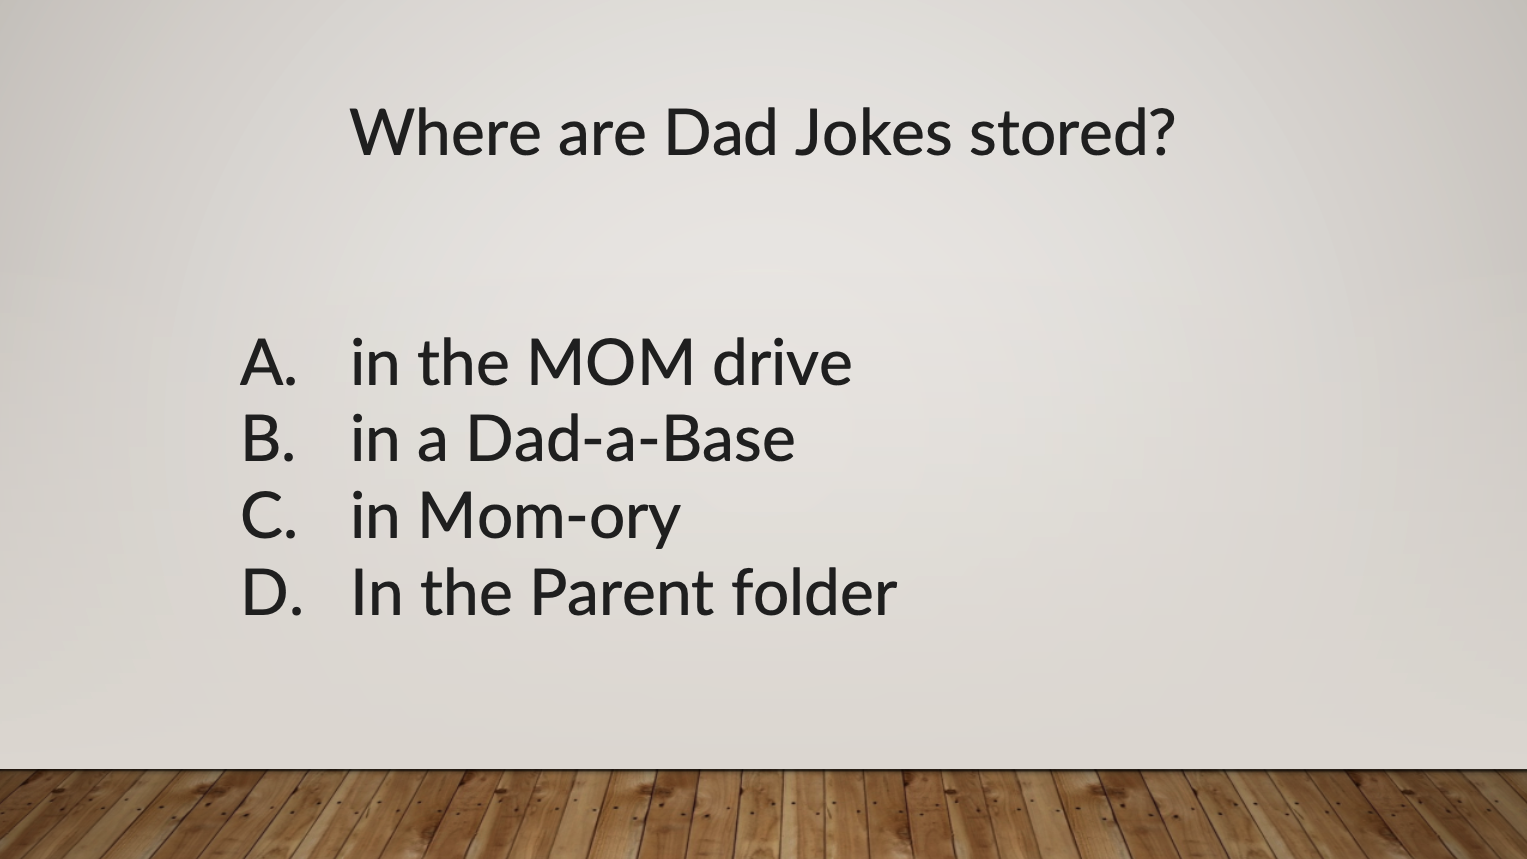 Where are Dad Jokes stored?
A. in the MOM drive
B. in a Dad-a-Base
C. in Mom-ory
D. In the Parent folder